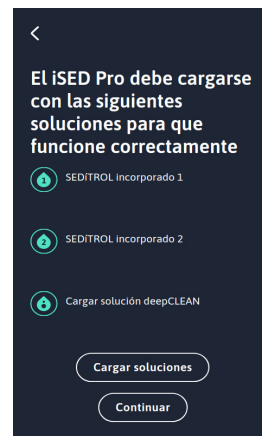 El iSED Pro debe cargarse
con las siguientes
soluciones para que
funcione correctamente
1 SEDíTROL incorporado 1
2 SEDíTROL incorporado 2
Cargar solución deepCLEAN
Cargar soluciones
Continuar